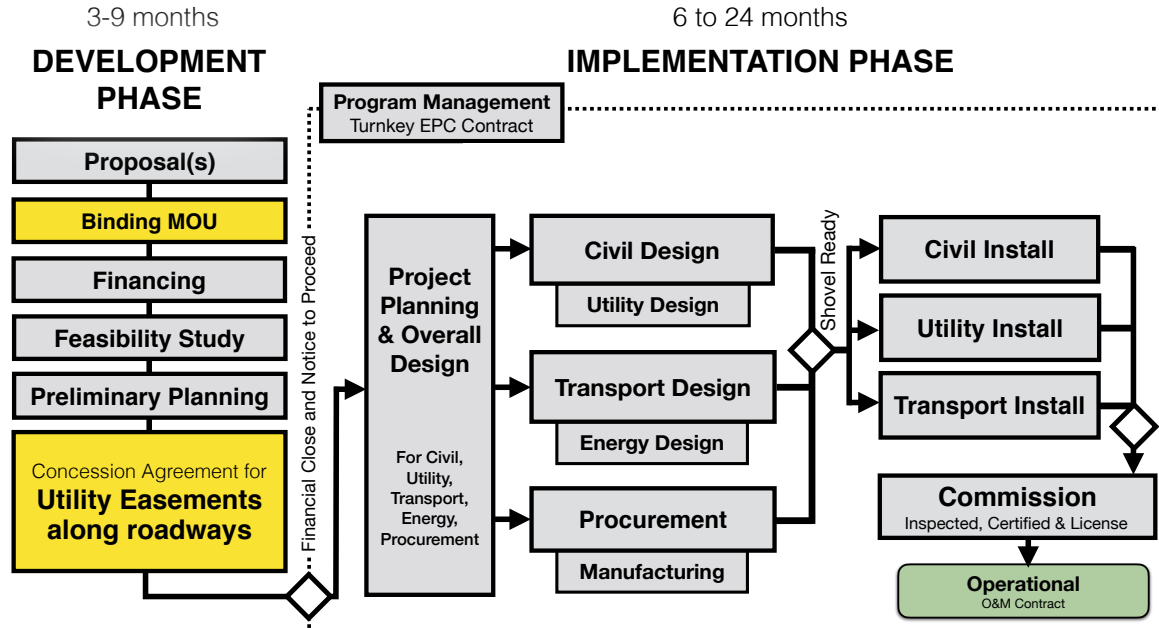 3-9 months
DEVELOPMENT
PHASE
Proposal(s)
Binding MOU
Financing
Feasibility Study
Preliminary Planning
Concession Agreement for
Utility Easements
along roadways
Financial Close and Notice to Proceed
6 to 24 months
IMPLEMENTATION PHASE
Program Management
Turnkey EPC Contract
Project
Planning
& Overall
Design
For Civil,
Utility,
Transport,
Energy,
Procurement
Civil Design
Utility Design
Transport Design
Energy Design
Procurement
Manufacturing
Shovel Ready
Civil Install
Utility Install
Transport Install
Commission
Inspected, Certified & License
Operational
O&M Contract